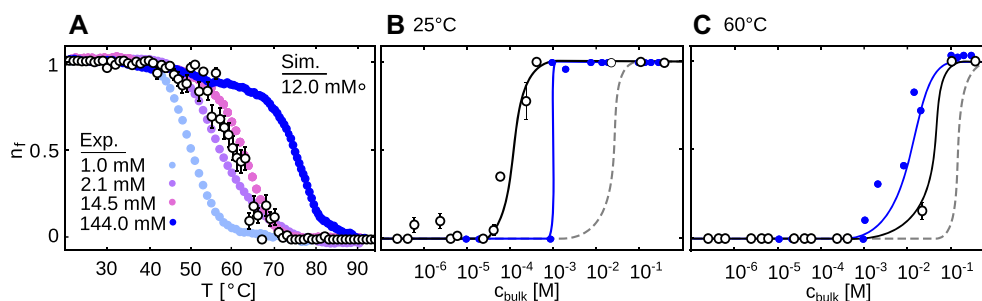 A
B 25°C
C 60°C
Sim.
12.0 mM
Exp.
1.0 mM
2.1 mM
14.5 mM
144.0 mM
n_f
1
0.5
0
40 50 60 70 80 90
30
T [°C]
10^-6 10^-5 10^-4 10^-3 10^-2 10^-1
c_bulk [M]
10^-6 10^-5 10^-4 10^-3 10^-2 10^-1
c_bulk [M]